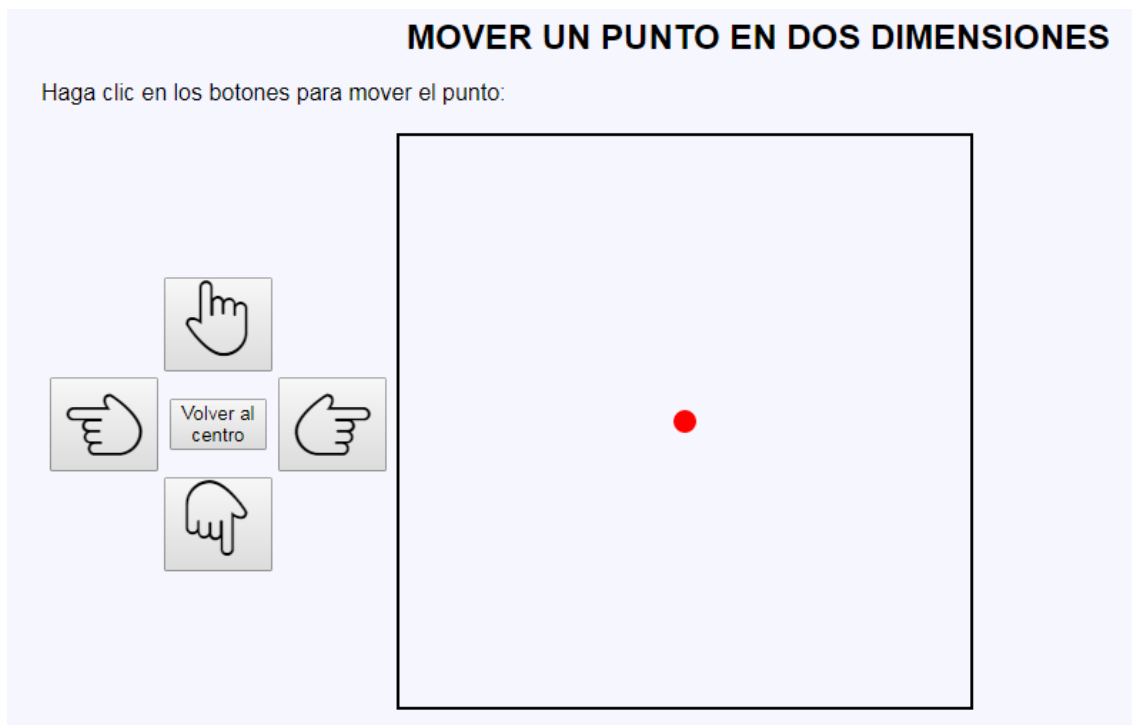 MOVER UN PUNTO EN DOS DIMENSIONES
Haga clic en los botones para mover el punto:
Volver al
centro